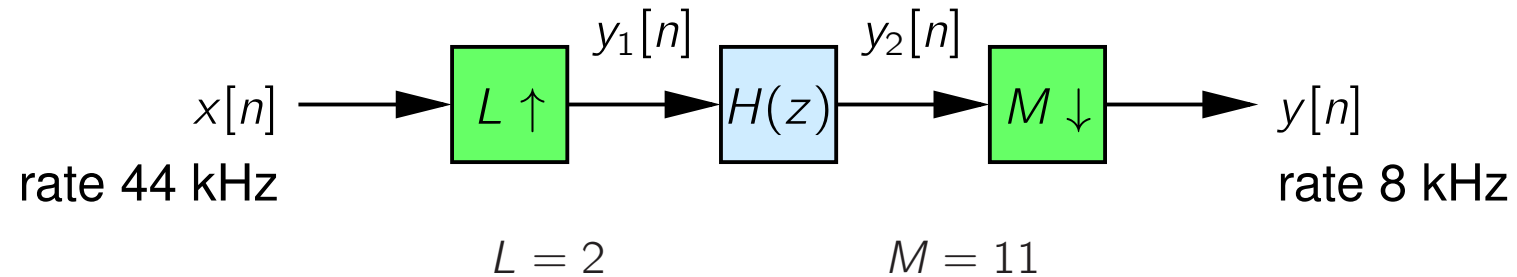 y₁[n] y₂[n]
x[n] L ↑ H(z) M ↓ y[n]
rate 44 kHz rate 8 kHz
L = 2 M = 11